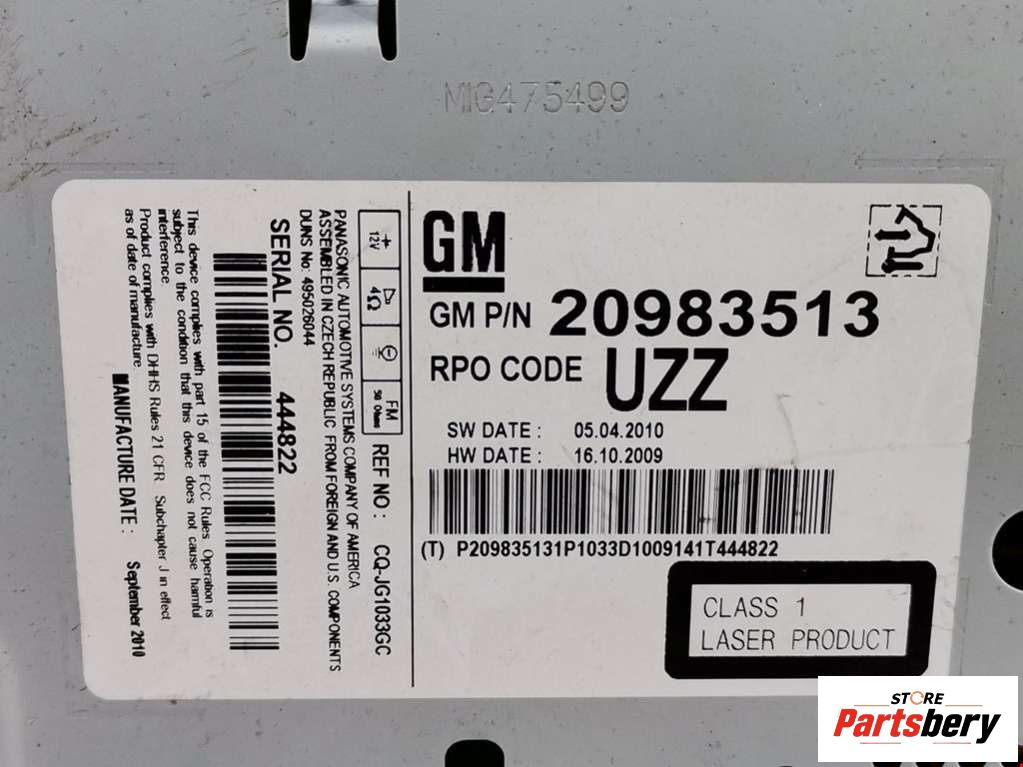 MIG475499
GM
GM P/N 20983513
RPO CODE UZZ
SW DATE : 05.04.2010
HW DATE : 16.10.2009
(T) P209835131P1033D1009141T444822
CLASS 1
LASER PRODUCT
+ 12V
4Ω
FM 50 Ohms
REF NO : CQ-JG1033GC
PANASONIC AUTOMOTIVE SYSTEMS COMPANY OF AMERICA
ASSEMBLED IN CZECH REPUBLIC FROM FOREIGN AND U.S. COMPONENTS
DUNS No: 495026044
SERIAL NO. 444822
This device complies with part 15 of the FCC Rules. Operation is
subject to the condition that this device does not cause harmful
interference.
Product complies with DHHS Rules 21 CFR Subchapter J in effect
as of date of manufacture.
MANUFACTURE DATE : September 2010
STORE
Partsbery